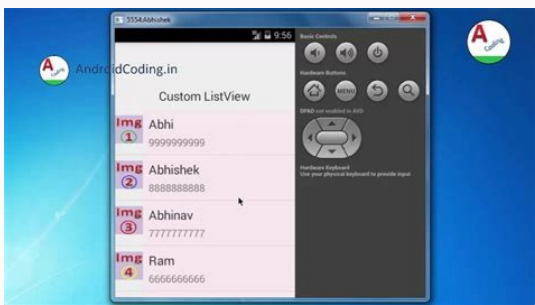 5554:Abhishek
9:56
Basic Controls
A
Coding
A
Coding
AndroidCoding.in
Hardware Buttons
MENU
Custom ListView
DPAD not enabled in AVD
Img
1
Abhi
9999999999
Hardware Keyboard
Use your physical keyboard to provide input
Img
2
Abhishek
8888888888
Img
3
Abhinav
7777777777
Img
4
Ram
6666666666